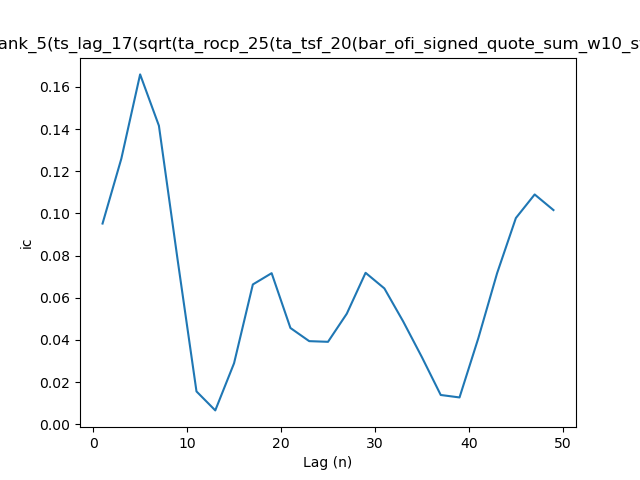 ank_5(ts_lag_17(sqrt(ta_rocp_25(ta_tsf_20(bar_ofi_signed_quote_sum_w10_s
0.16
0.14
0.12
0.10
0.08
0.06
0.04
0.02
0.00
ic
0 10 20 30 40 50
Lag (n)